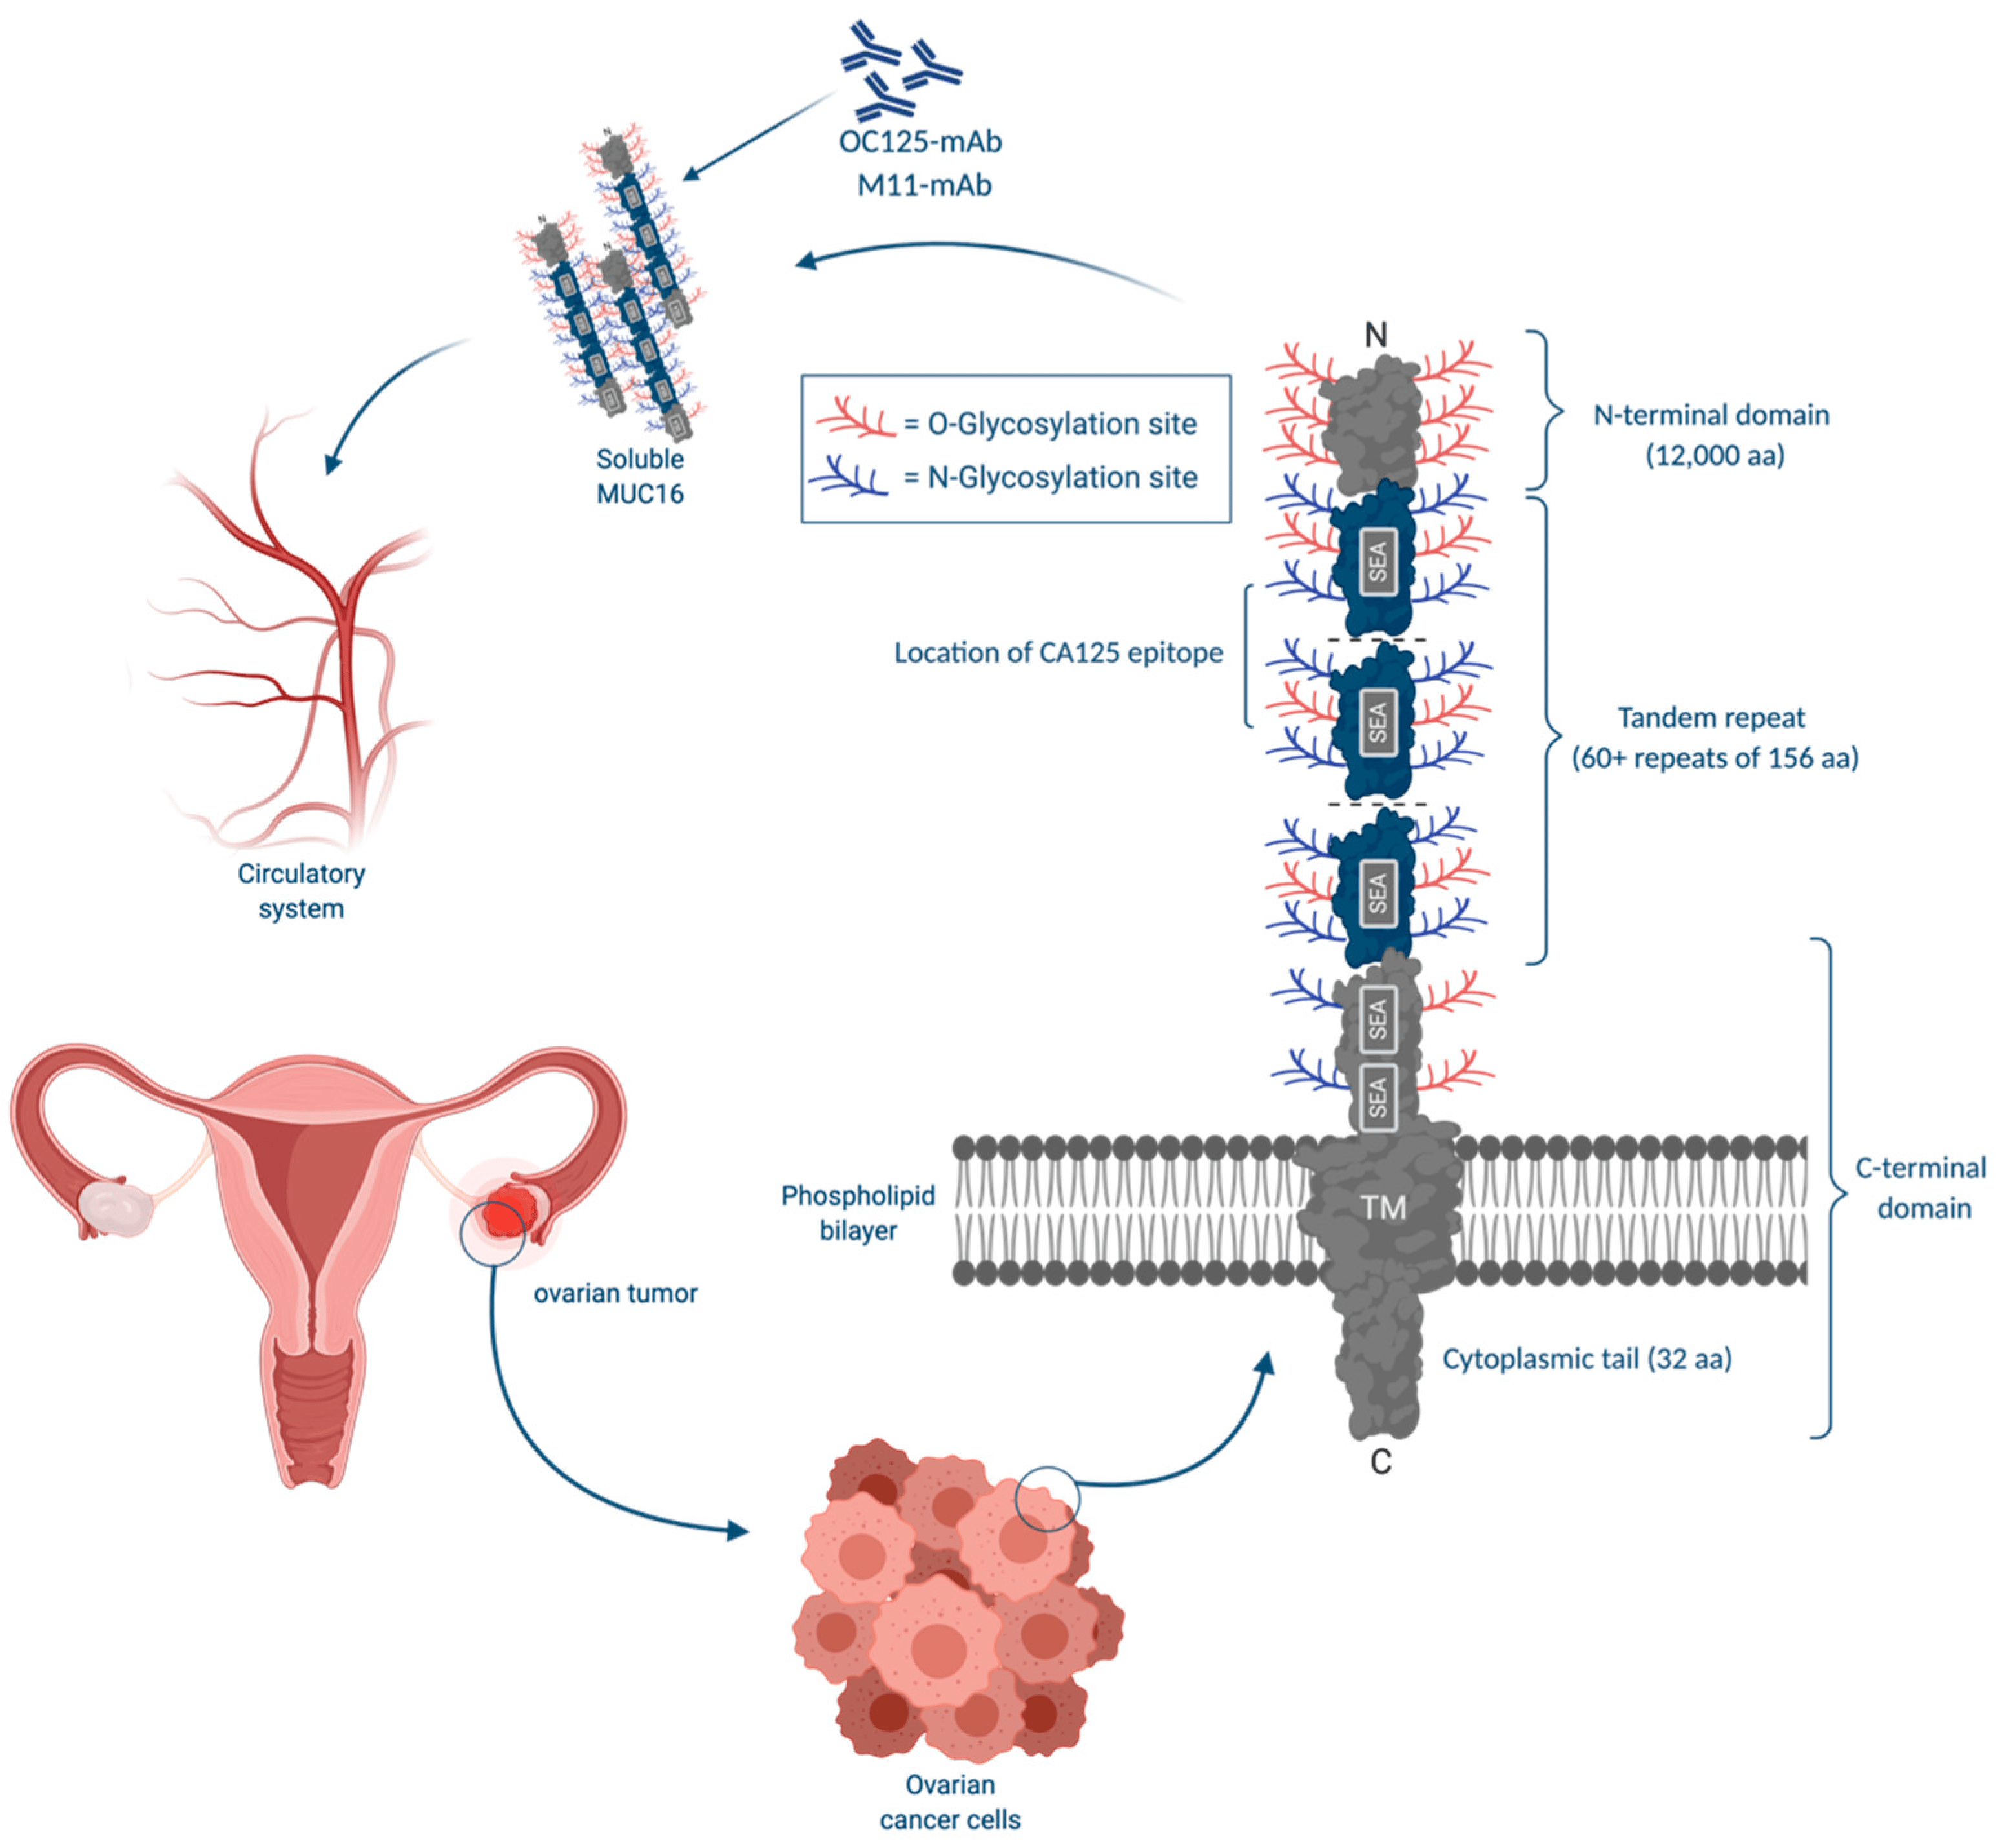 OC125-mAb
M11-mAb
N
N
N
Soluble
MUC16
= O-Glycosylation site
= N-Glycosylation site
N
N-terminal domain
(12,000 aa)
SEA
Location of CA125 epitope
SEA
Tandem repeat
(60+ repeats of 156 aa)
SEA
Circulatory
system
SEA
SEA
Phospholipid
bilayer
TM
C-terminal
domain
ovarian tumor
Cytoplasmic tail (32 aa)
C
Ovarian
cancer cells